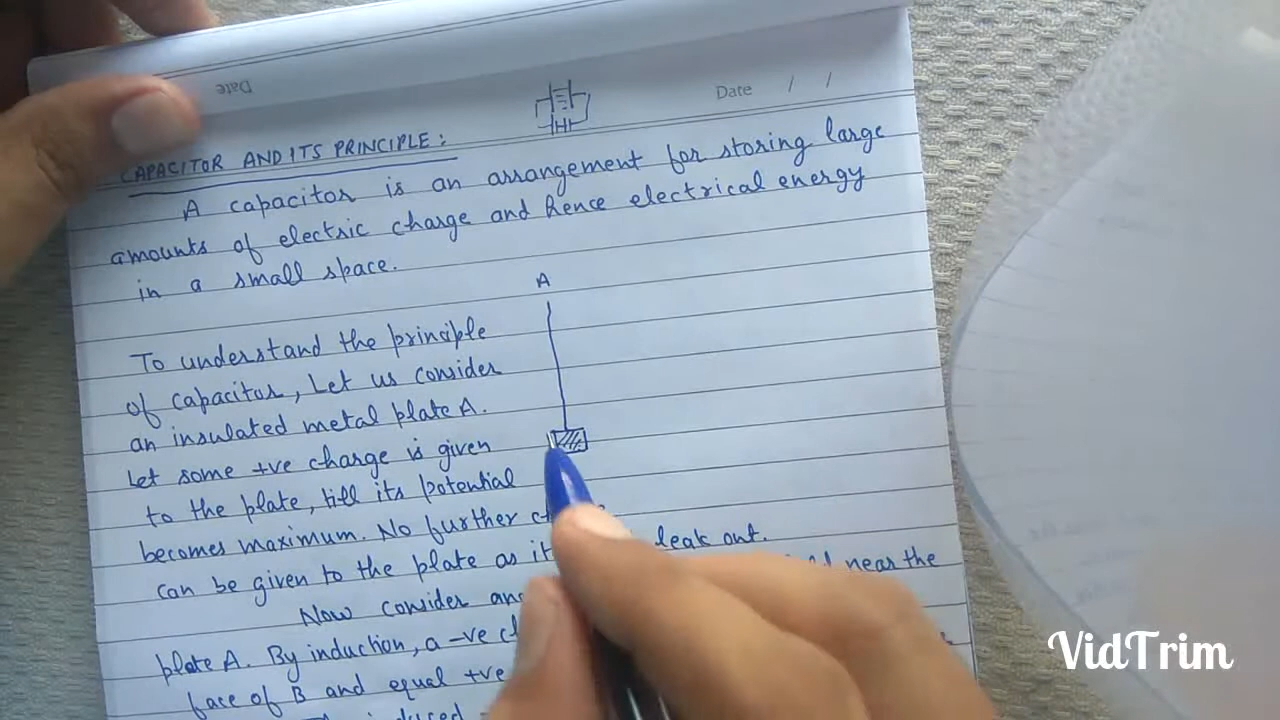 Date
Date / /
CAPACITOR AND ITS PRINCIPLE:
A capacitor is an arrangement for storing large
amounts of electric charge and hence electrical energy
in a small space.
A
To understand the principle
of capacitor, Let us consider
an insulated metal plate A.
Let some +ve charge is given
to the plate, till its potential
becomes maximum. No further
can be given to the plate as it leak out.
Now consider near the
plate A. By induction, a -ve
face of B and equal +ve
VidTrim